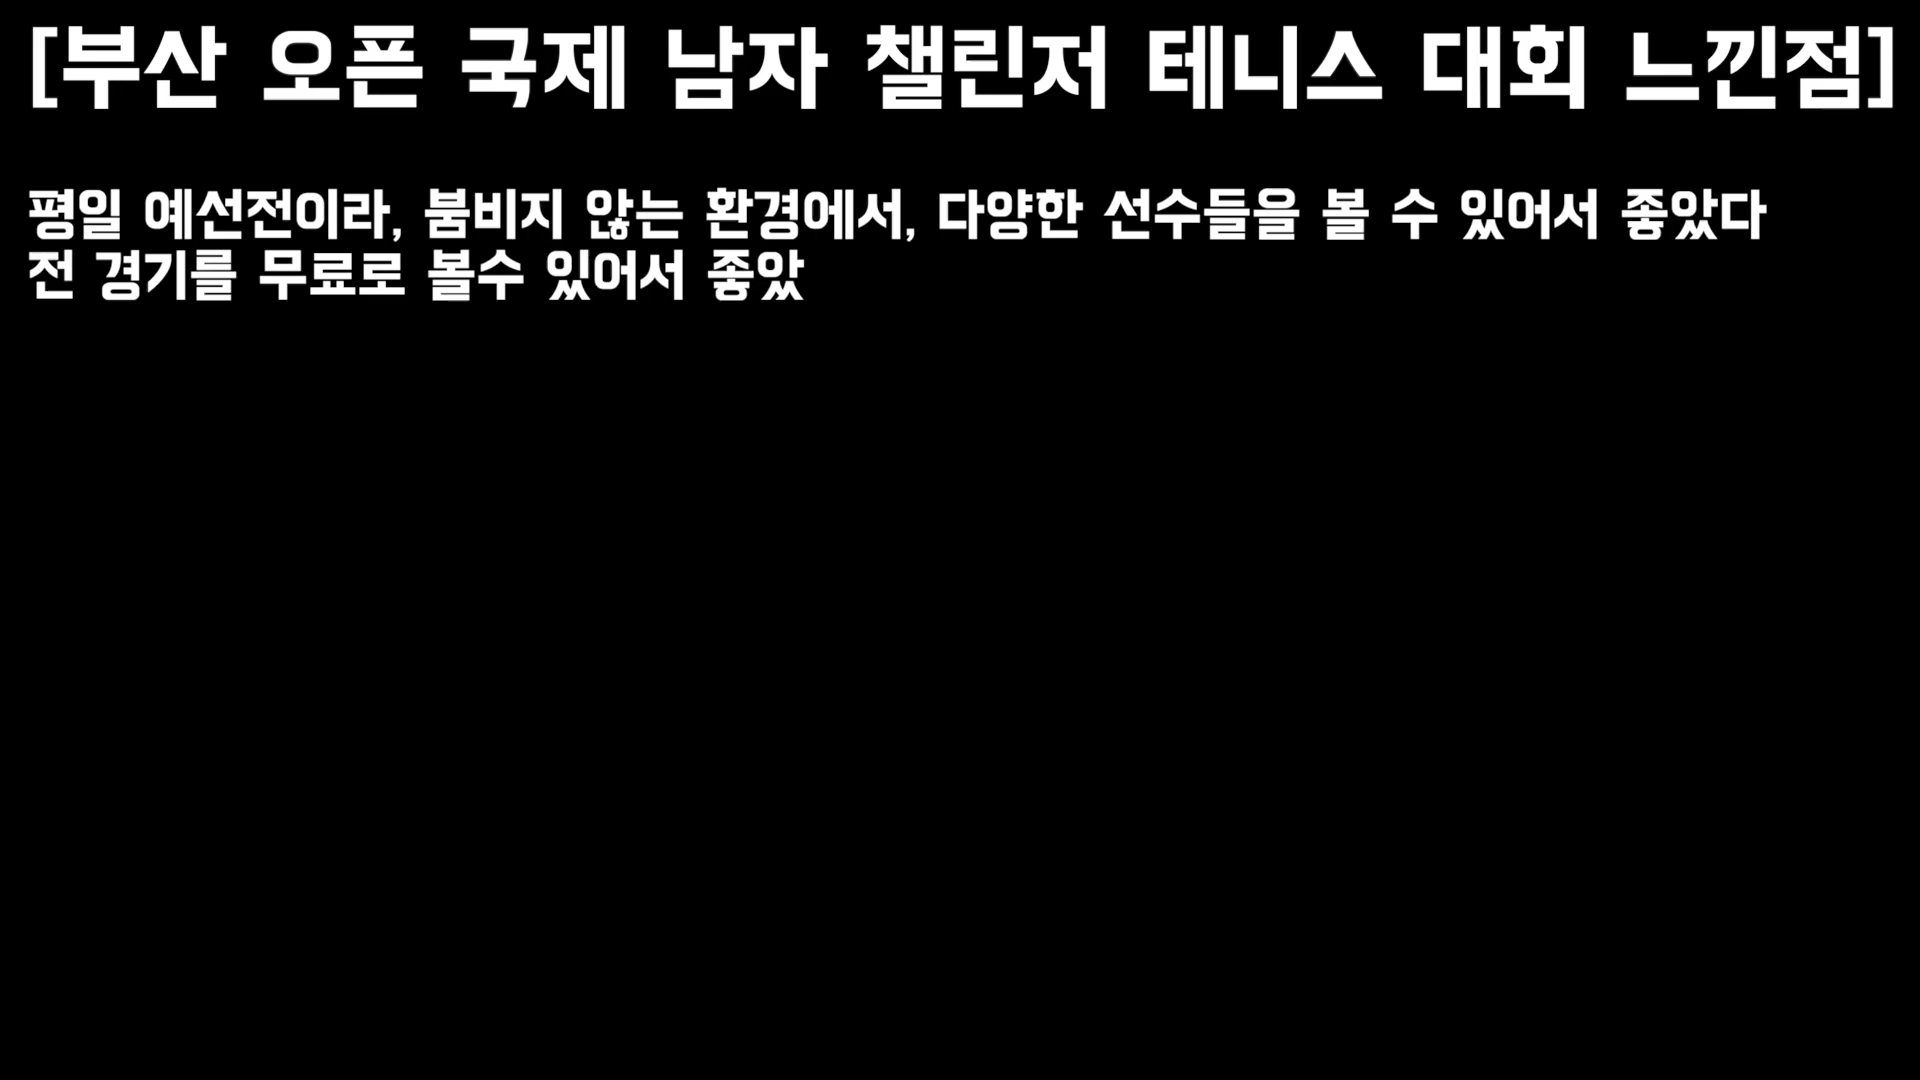 [부산 오픈 국제 남자 챌린저 테니스 대회 느낀점]
평일 예선전이라, 붐비지 않는 환경에서, 다양한 선수들을 볼 수 있어서 좋았다
전 경기를 무료로 볼수 있어서 좋았